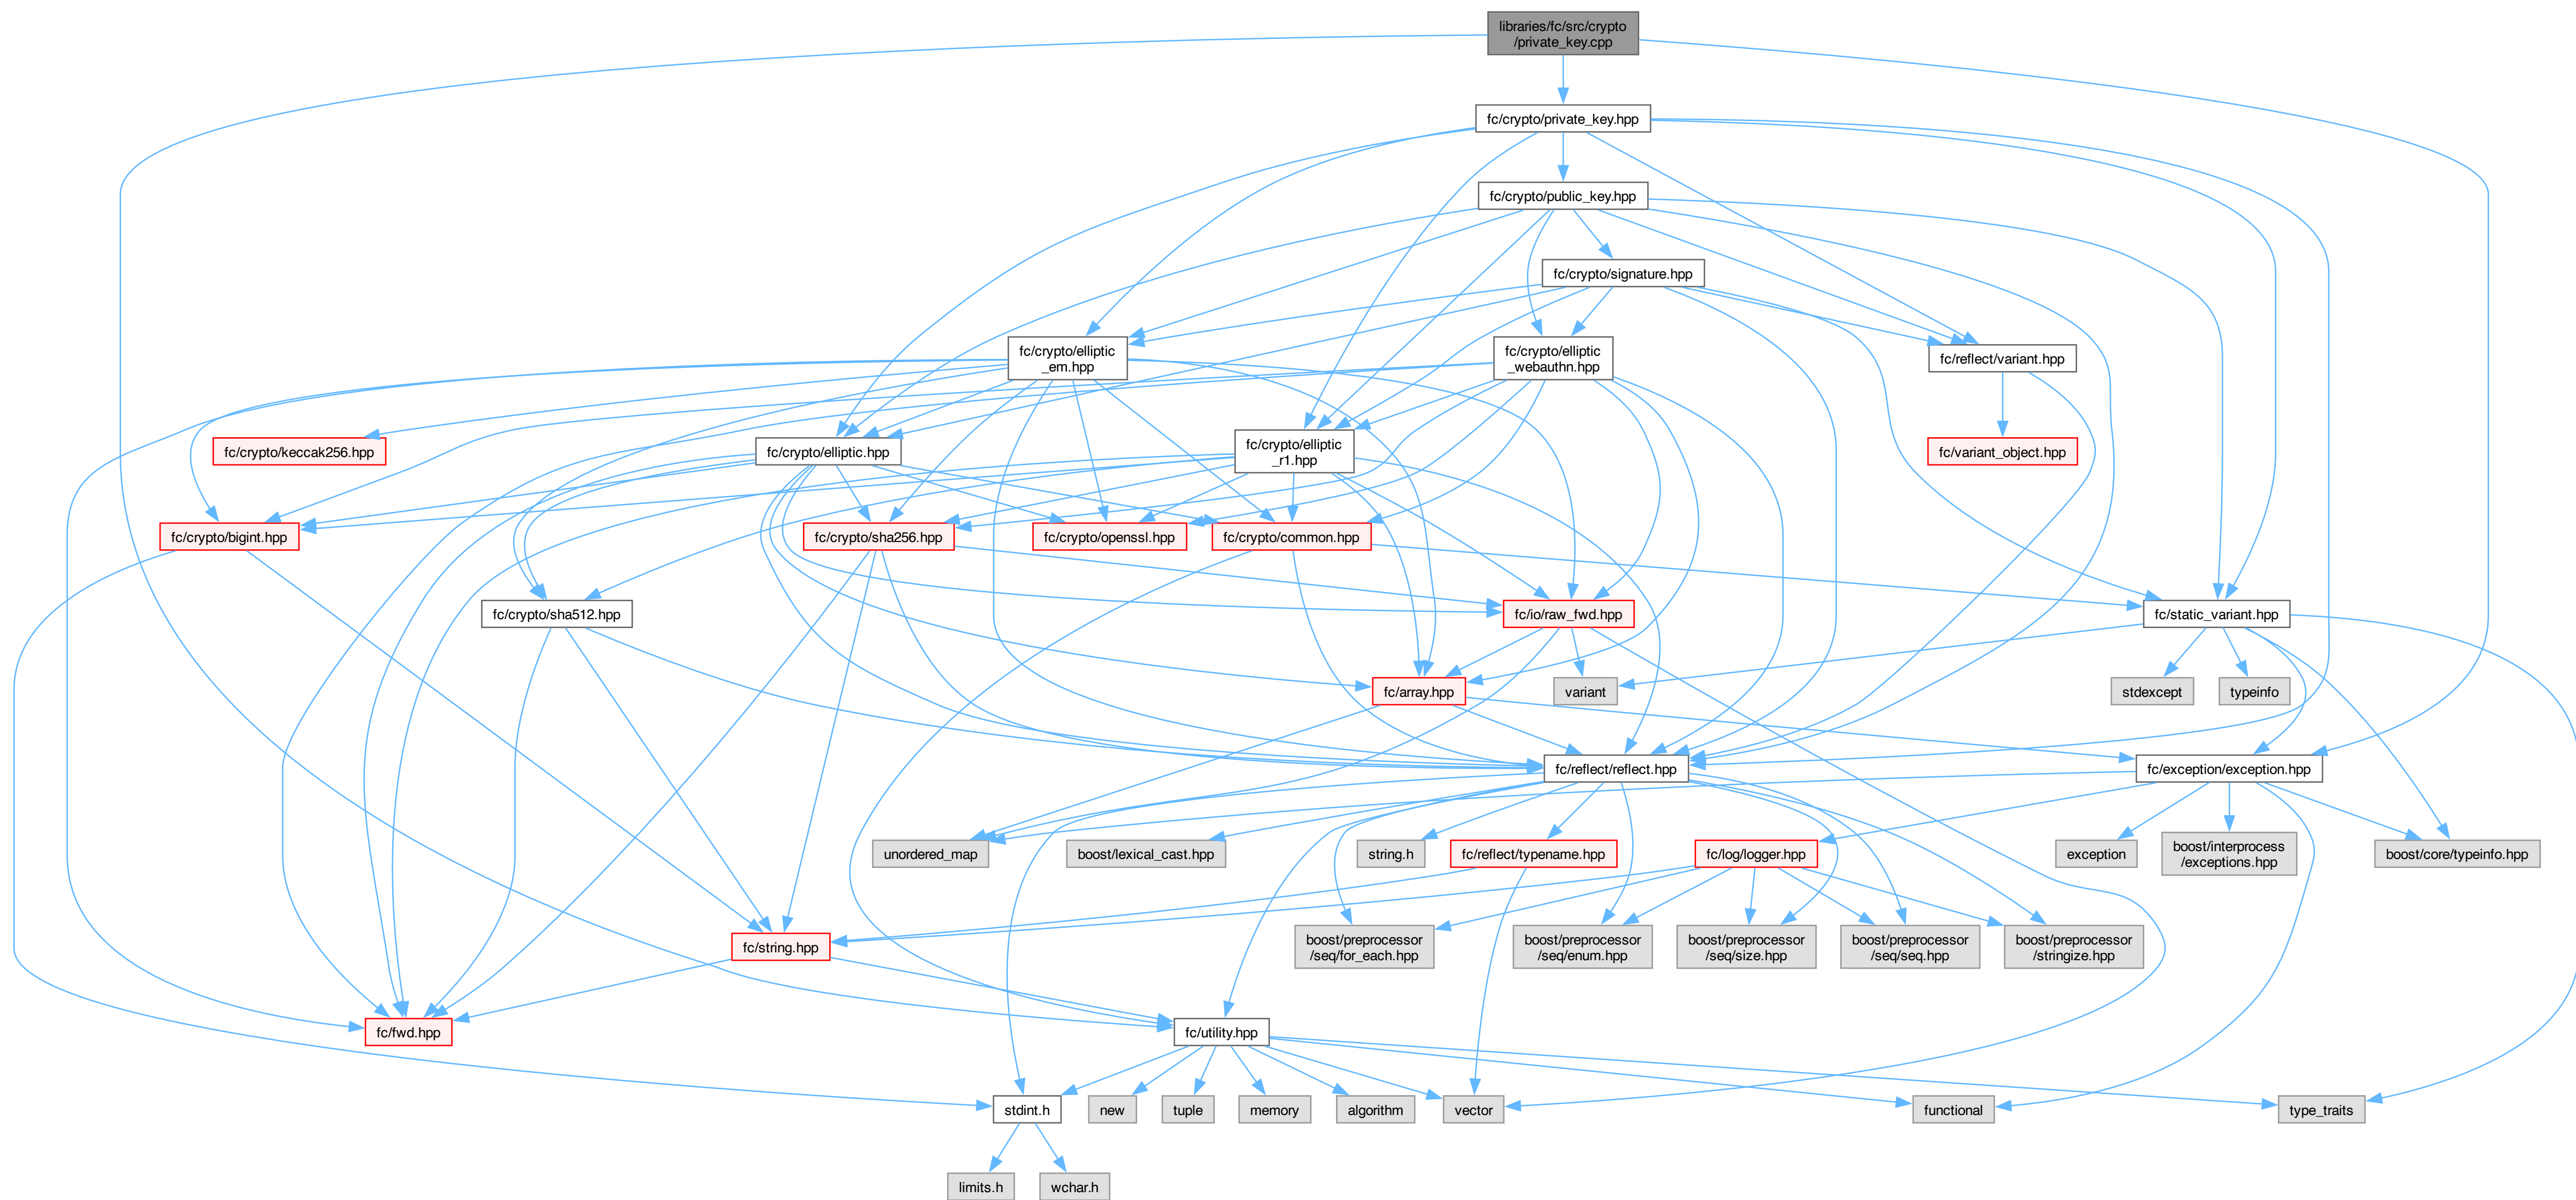 libraries/fc/src/crypto
/private_key.cpp
fc/crypto/private_key.hpp
fc/crypto/public_key.hpp
fc/crypto/signature.hpp
fc/crypto/elliptic
_em.hpp
fc/crypto/elliptic
_webauthn.hpp
fc/reflect/variant.hpp
fc/crypto/keccak256.hpp
fc/crypto/elliptic.hpp
fc/crypto/elliptic
_r1.hpp
fc/variant_object.hpp
fc/crypto/bigint.hpp
fc/crypto/sha256.hpp
fc/crypto/openssl.hpp
fc/crypto/common.hpp
fc/crypto/sha512.hpp
fc/io/raw_fwd.hpp
fc/static_variant.hpp
fc/array.hpp
variant
stdexcept
typeinfo
fc/reflect/reflect.hpp
fc/exception/exception.hpp
unordered_map
boost/lexical_cast.hpp
string.h
fc/reflect/typename.hpp
fc/log/logger.hpp
exception
boost/interprocess
/exceptions.hpp
boost/core/typeinfo.hpp
fc/string.hpp
boost/preprocessor
/seq/for_each.hpp
boost/preprocessor
/seq/enum.hpp
boost/preprocessor
/seq/size.hpp
boost/preprocessor
/seq/seq.hpp
boost/preprocessor
/stringize.hpp
fc/fwd.hpp
fc/utility.hpp
stdint.h
new
tuple
memory
algorithm
vector
functional
type_traits
limits.h
wchar.h